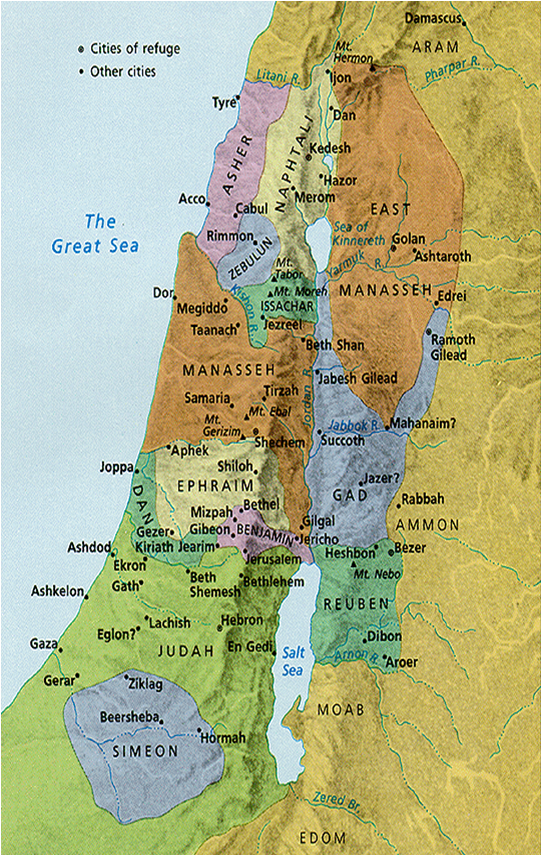 Cities of refuge
Other cities
Damascus
ARAM
Mt.
Hermon
Pharpar R.
Litani R.
Ijon
Tyre
Dan
ASHER
NAPHTALI
Kedesh
Hazor
Merom
Acco
Cabul
EAST
The
Great Sea
Sea of
Kinnereth
Rimmon
Golan
Ashtaroth
ZEBULUN
Yarmuk R.
Mt.
Tabor
Mt. Moreh
MANASSEH
Dor
Megiddo
Kishon R.
ISSACHAR
Edrei
Taanach
Jezreel
Ramoth
Gilead
Beth Shan
MANASSEH
Jordan R.
Jabesh Gilead
Tirzah
Samaria
Mt. Ebal
Mt.
Gerizim
Jabbok R.
Mahanaim?
Shechem
Succoth
Aphek
Joppa
Shiloh
EPHRAIM
Jazer?
DAN
GAD
Rabbah
Mizpah
Bethel
Gibeon
BENJAMIN
Gilgal
AMMON
Gezer
Jericho
Kiriath Jearim
Ashdod
Jerusalem
Heshbon
Bezer
Ekron
Mt. Nebo
Gath
Beth
Shemesh
Bethlehem
Ashkelon
REUBEN
Lachish
Hebron
Eglon?
Dibon
Gaza
JUDAH
En Gedi
Salt
Sea
Arnon R.
Aroer
Gerar
Ziklag
MOAB
Beersheba
Hormah
SIMEON
Zered Br.
EDOM